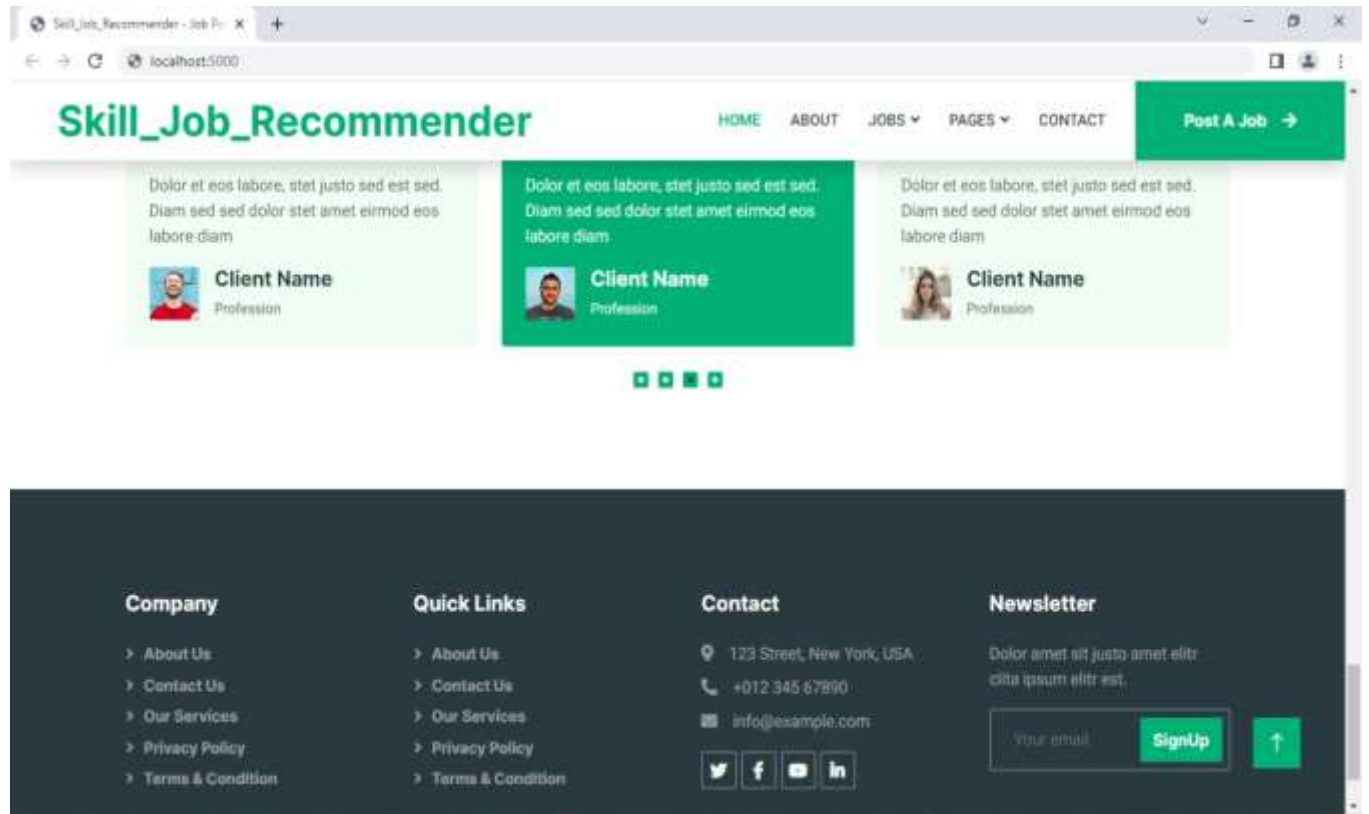 Skill_Job_Recommender - Job P
localhost:5000
Skill_Job_Recommender
HOME ABOUT JOBS PAGES CONTACT Post A Job
Dolor et eos labore, stet justo sed est sed.
Diam sed sed dolor stet amet eirmod eos
labore diam
Client Name
Profession
Dolor et eos labore, stet justo sed est sed.
Diam sed sed dolor stet amet eirmod eos
labore diam
Client Name
Profession
Dolor et eos labore, stet justo sed est sed.
Diam sed sed dolor stet amet eirmod eos
labore diam
Client Name
Profession
Company
About Us
Contact Us
Our Services
Privacy Policy
Terms & Condition
Quick Links
About Us
Contact Us
Our Services
Privacy Policy
Terms & Condition
Contact
123 Street, New York, USA
+012 345 67890
info@example.com
Newsletter
Dolor amet sit justo amet elitr
clita ipsum elitr est.
Your email
SignUp